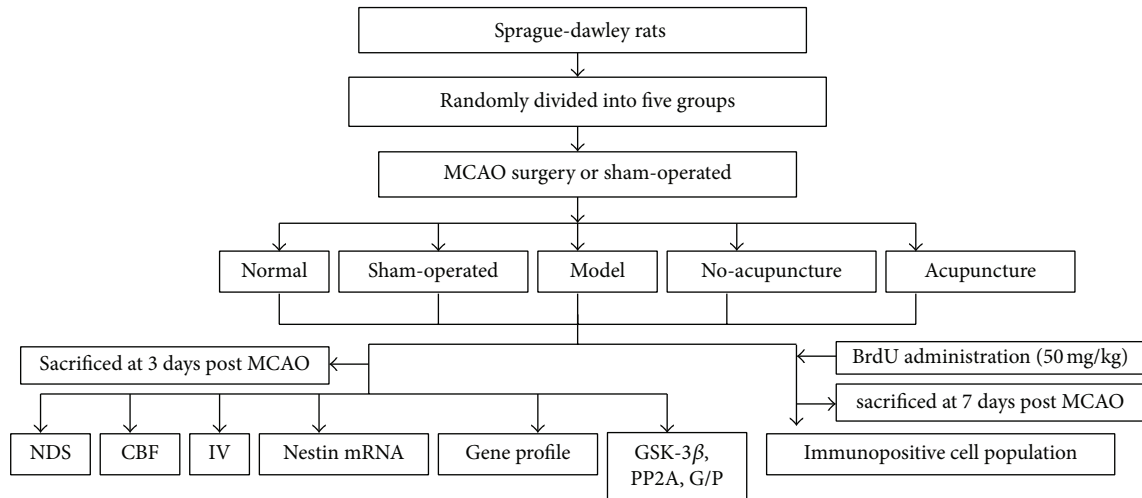 Sprague-dawley rats
Randomly divided into five groups
MCAO surgery or sham-operated
Normal
Sham-operated
Model
No-acupuncture
Acupuncture
Sacrificed at 3 days post MCAO
BrdU administration (50 mg/kg)
sacrificed at 7 days post MCAO
NDS
CBF
IV
Nestin mRNA
Gene profile
GSK-3β,
PP2A, G/P
Immunopositive cell population